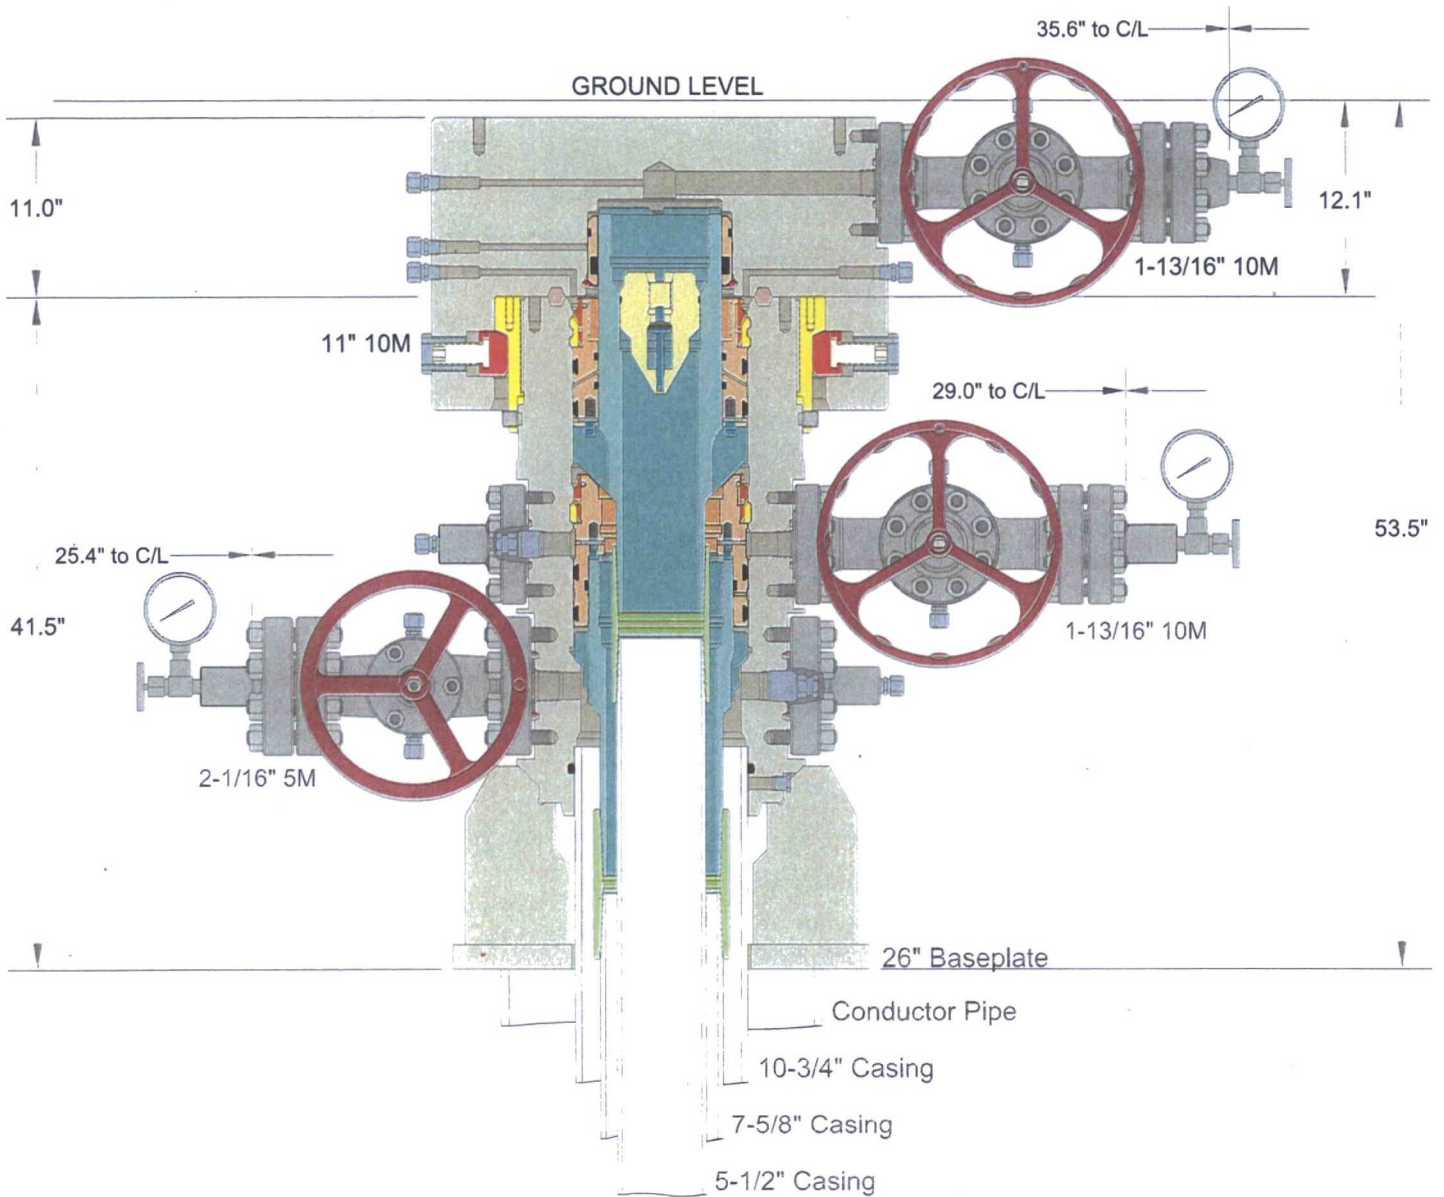 35.6" to C/L
GROUND LEVEL
11.0"
12.1"
1-13/16" 10M
11" 10M
29.0" to C/L
53.5"
25.4" to C/L
41.5"
1-13/16" 10M
2-1/16" 5M
26" Baseplate
Conductor Pipe
10-3/4" Casing
7-5/8" Casing
5-1/2" Casing